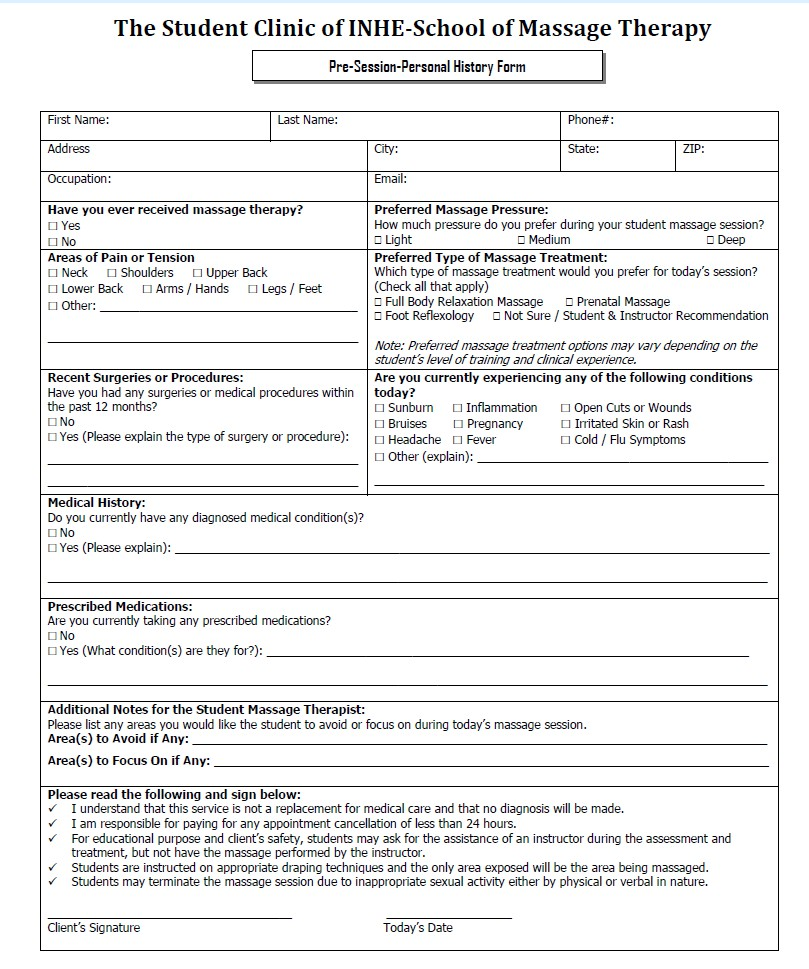 The Student Clinic of INHE-School of Massage Therapy
Pre-Session-Personal History Form
First Name: Last Name: Phone#:
Address City: State: ZIP:
Occupation: Email:
Have you ever received massage therapy?
☐ Yes
☐ No
Preferred Massage Pressure:
How much pressure do you prefer during your student massage session?
☐ Light ☐ Medium ☐ Deep
Areas of Pain or Tension
☐ Neck ☐ Shoulders ☐ Upper Back
☐ Lower Back ☐ Arms / Hands ☐ Legs / Feet
☐ Other:
Preferred Type of Massage Treatment:
Which type of massage treatment would you prefer for today's session?
(Check all that apply)
☐ Full Body Relaxation Massage ☐ Prenatal Massage
☐ Foot Reflexology ☐ Not Sure / Student & Instructor Recommendation
Note: Preferred massage treatment options may vary depending on the
student's level of training and clinical experience.
Recent Surgeries or Procedures:
Have you had any surgeries or medical procedures within
the past 12 months?
☐ No
☐ Yes (Please explain the type of surgery or procedure):
Are you currently experiencing any of the following conditions
today?
☐ Sunburn ☐ Inflammation ☐ Open Cuts or Wounds
☐ Bruises ☐ Pregnancy ☐ Irritated Skin or Rash
☐ Headache ☐ Fever ☐ Cold / Flu Symptoms
☐ Other (explain):
Medical History:
Do you currently have any diagnosed medical condition(s)?
☐ No
☐ Yes (Please explain):
Prescribed Medications:
Are you currently taking any prescribed medications?
☐ No
☐ Yes (What condition(s) are they for?):
Additional Notes for the Student Massage Therapist:
Please list any areas you would like the student to avoid or focus on during today's massage session.
Area(s) to Avoid if Any:
Area(s) to Focus On if Any:
Please read the following and sign below:
✓ I understand that this service is not a replacement for medical care and that no diagnosis will be made.
✓ I am responsible for paying for any appointment cancellation of less than 24 hours.
✓ For educational purpose and client's safety, students may ask for the assistance of an instructor during the assessment and
treatment, but not have the massage performed by the instructor.
✓ Students are instructed on appropriate draping techniques and the only area exposed will be the area being massaged.
✓ Students may terminate the massage session due to inappropriate sexual activity either by physical or verbal in nature.
Client's Signature Today's Date